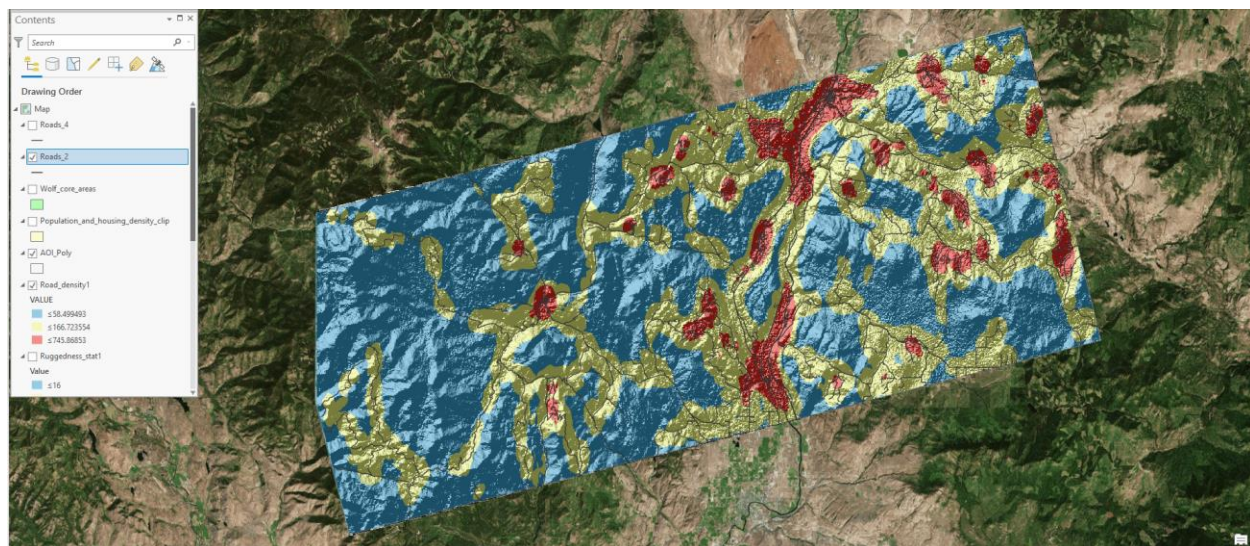 Contents
Search
Drawing Order
Map
Roads_4
Roads_2
Wolf_core_areas
Population_and_housing_density_clip
AOI_Poly
Road_density1
VALUE
≤58.499493
≤166.723554
≤745.86853
Ruggedness_stat1
Value
≤16